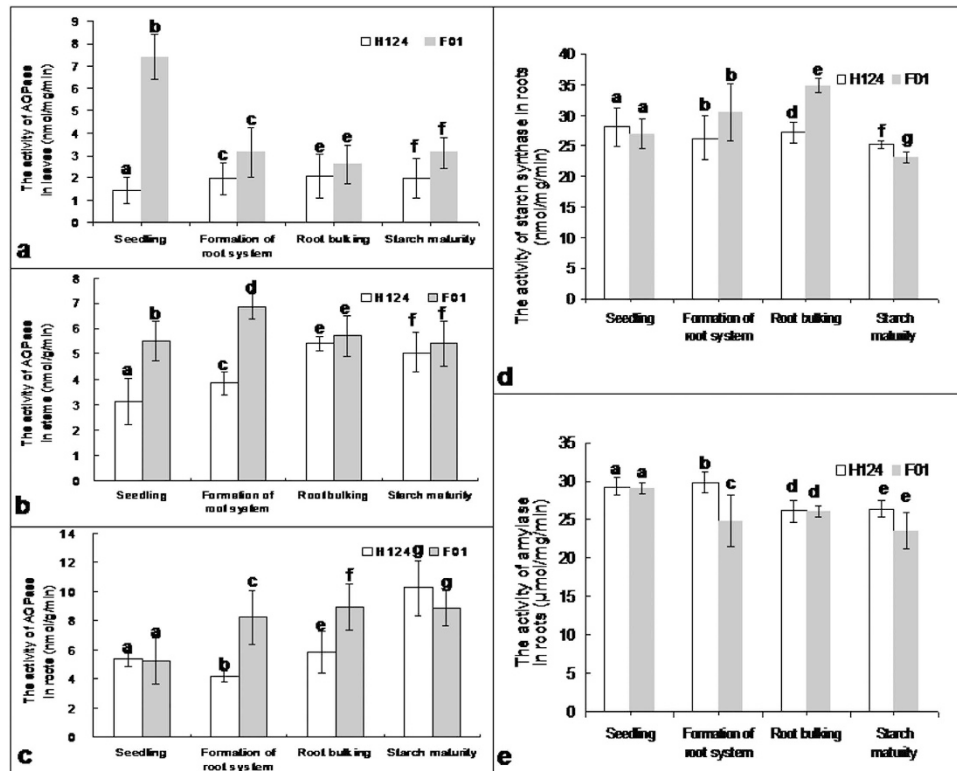 9
8
7
6
5
4
3
2
1
0
The activity of AGPase
in leaves (nmol/mg/min)
H124 F01
a b c c e e f f
Seedling Formation of Root bulking Starch maturity
root system
a
8
7
6
5
4
3
2
1
0
The activity of AGPase
in stems (nmol/g/min)
H124 F01
a b c d e e f f
Seedling Formation of Root bulking Starch maturity
root system
b
14
12
10
8
6
4
2
0
The activity of AGPase
in roots (nmol/g/min)
H124 F01
a a b c e f g g
Seedling Formation of Root bulking Starch maturity
root system
c
40
35
30
25
20
15
10
5
0
The activity of starch synthase in roots
(nmol/mg/min)
H124 F01
a a b b d e f g
Seedling Formation of Root bulking Starch
root system maturity
d
35
30
25
20
15
10
5
0
The activity of amylase
in roots (μmol/mg/min)
H124 F01
a a b c d d e e
Seedling Formation of Root bulking Starch
root system maturity
e